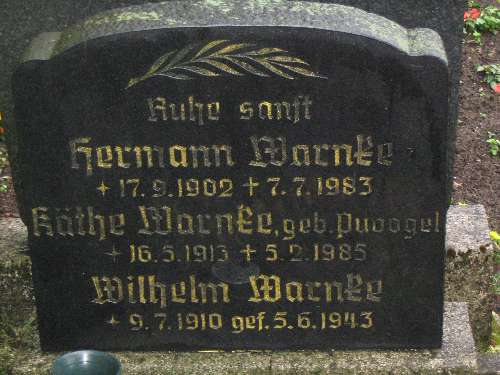 Ruhe sanft
Hermann Warnke
* 17.9.1902 + 7.7.1983
Käthe Warnke, geb. Puvogel
* 16.5.1913 + 5.2.1985
Wilhelm Warnke
* 9.7.1910 gef. 5.6.1943